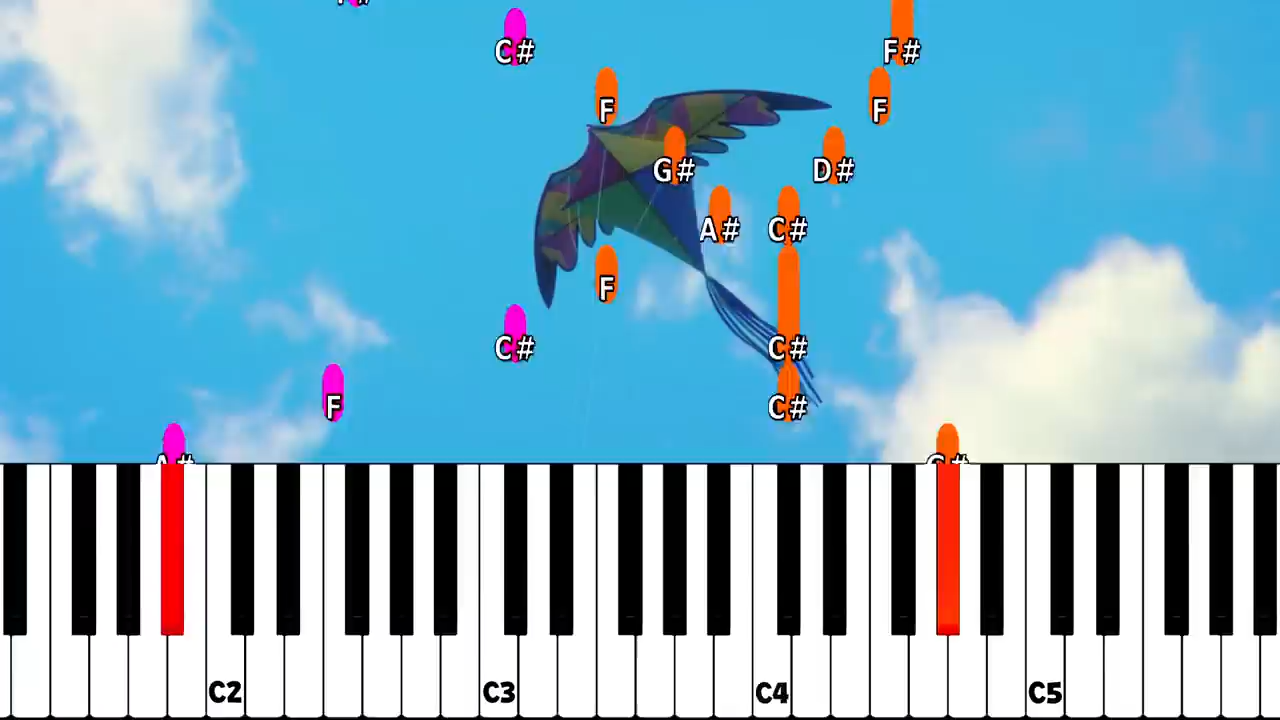 C# F#
F F
G# D#
A# C#
F
C# C#
F C#
A# G#
C2 C3 C4 C5